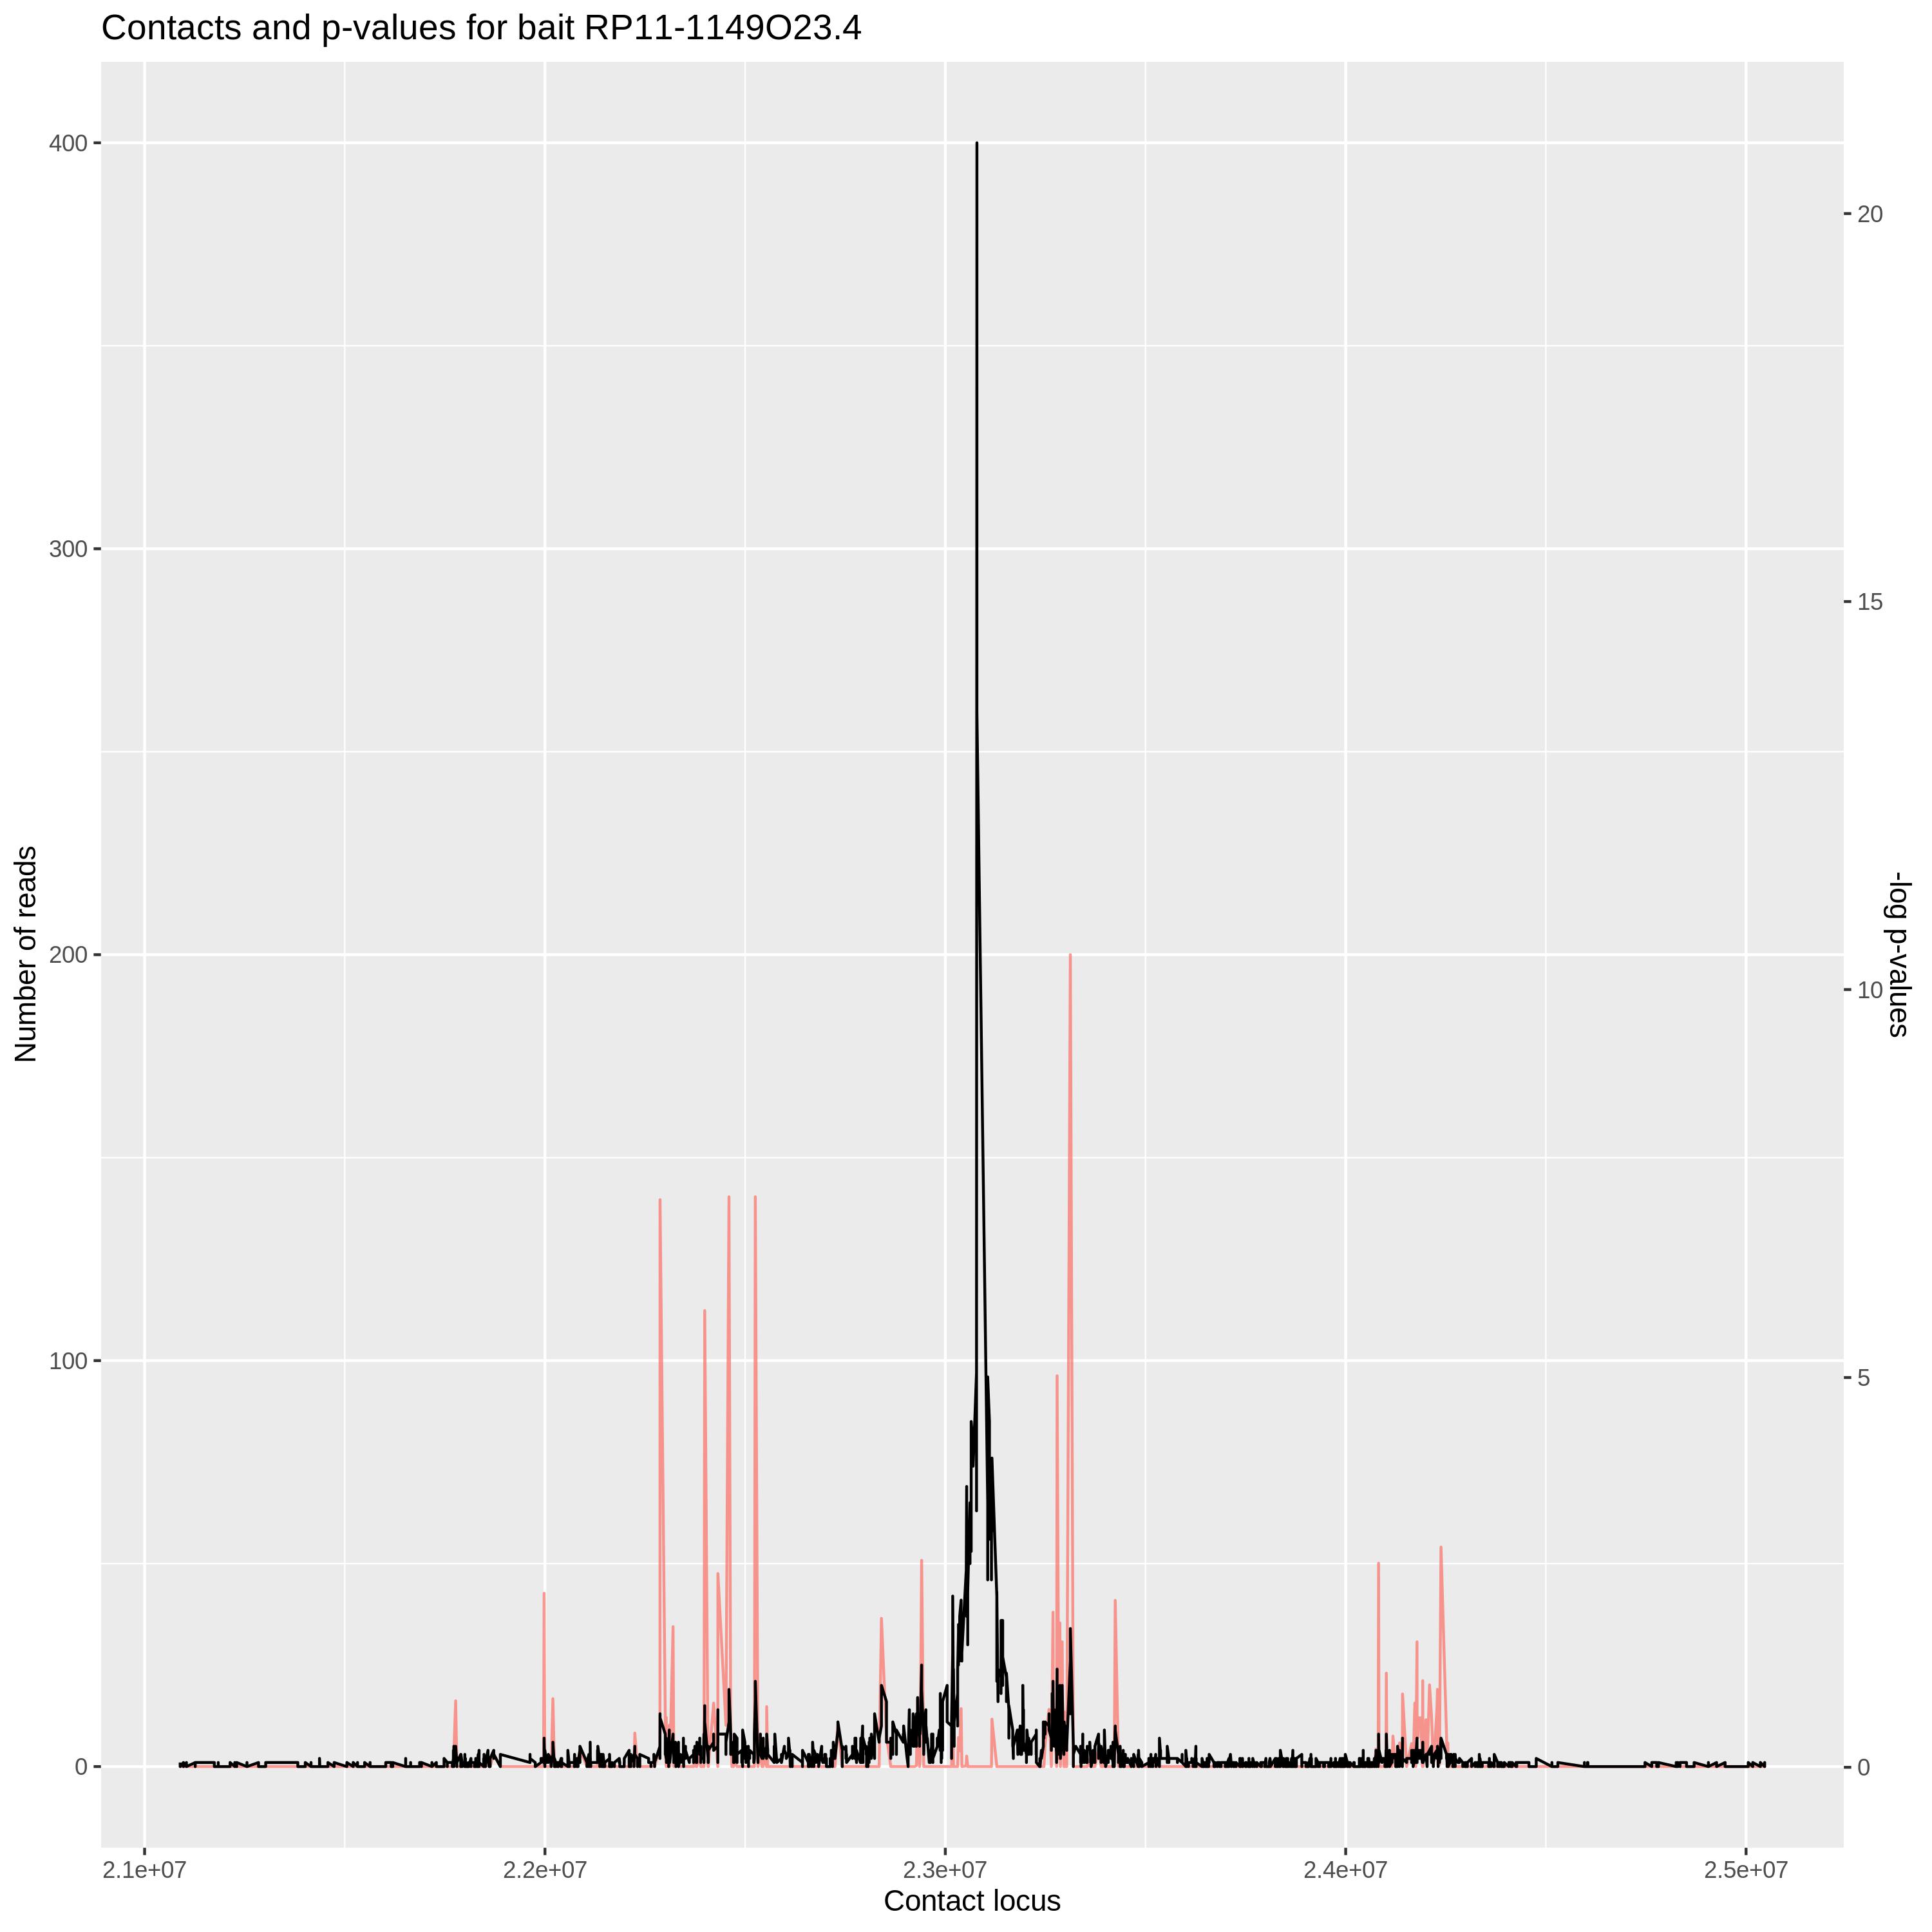 Contacts and p-values for bait RP11-1149O23.4
400
300
200
100
0
20
15
10
5
0
Number of reads
-log p-values
2.1e+07 2.2e+07 2.3e+07 2.4e+07 2.5e+07
Contact locus